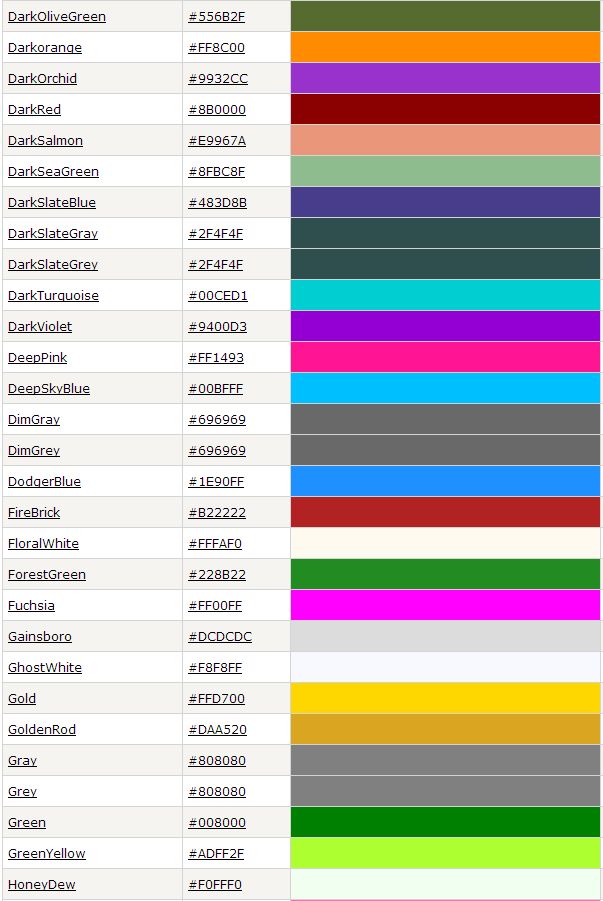 DarkOliveGreen #556B2F
Darkorange #FF8C00
DarkOrchid #9932CC
DarkRed #8B0000
DarkSalmon #E9967A
DarkSeaGreen #8FBC8F
DarkSlateBlue #483D8B
DarkSlateGray #2F4F4F
DarkSlateGrey #2F4F4F
DarkTurquoise #00CED1
DarkViolet #9400D3
DeepPink #FF1493
DeepSkyBlue #00BFFF
DimGray #696969
DimGrey #696969
DodgerBlue #1E90FF
FireBrick #B22222
FloralWhite #FFFAF0
ForestGreen #228B22
Fuchsia #FF00FF
Gainsboro #DCDCDC
GhostWhite #F8F8FF
Gold #FFD700
GoldenRod #DAA520
Gray #808080
Grey #808080
Green #008000
GreenYellow #ADFF2F
HoneyDew #F0FFF0